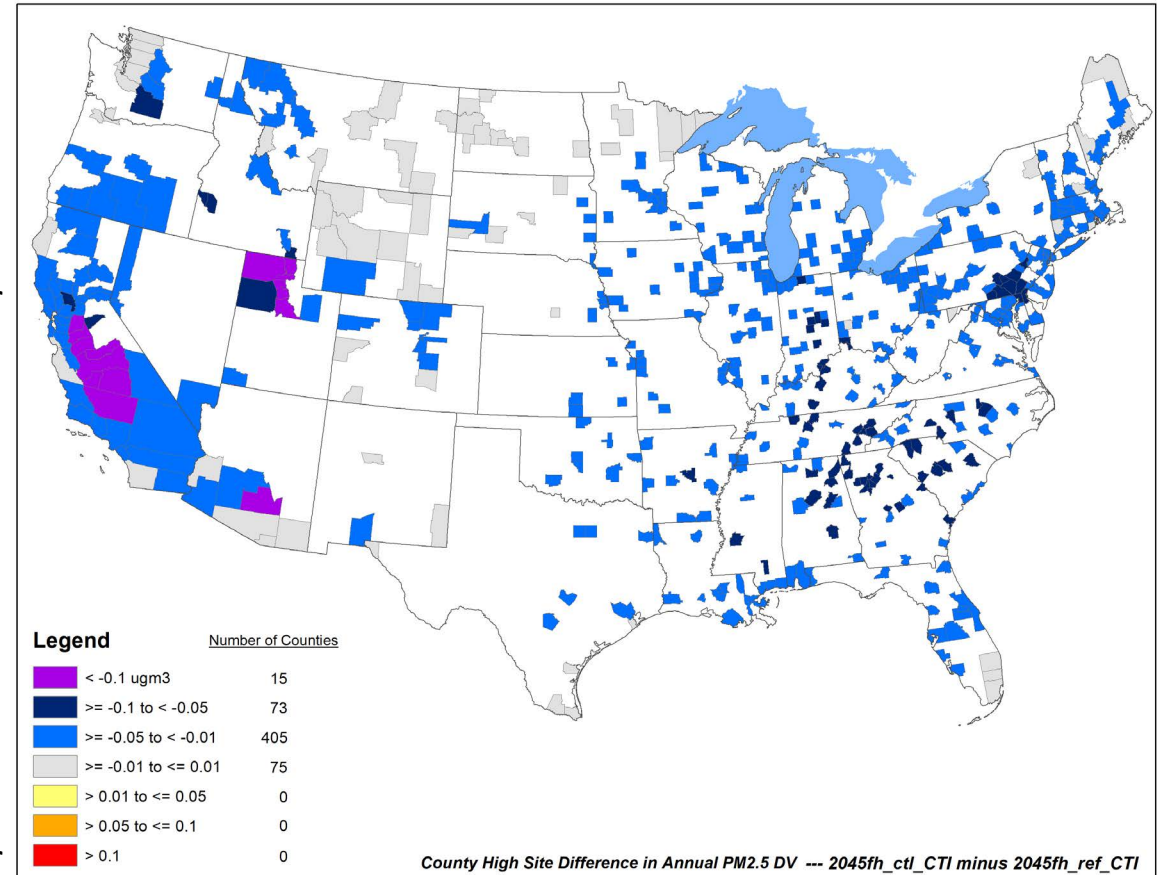 Legend Number of Counties
< -0.1 ugm3 15
>= -0.1 to < -0.05 73
>= -0.05 to < -0.01 405
>= -0.01 to <= 0.01 75
> 0.01 to <= 0.05 0
> 0.05 to <= 0.1 0
> 0.1 0
County High Site Difference in Annual PM2.5 DV --- 2045fh_ctl_CTI minus 2045fh_ref_CTI